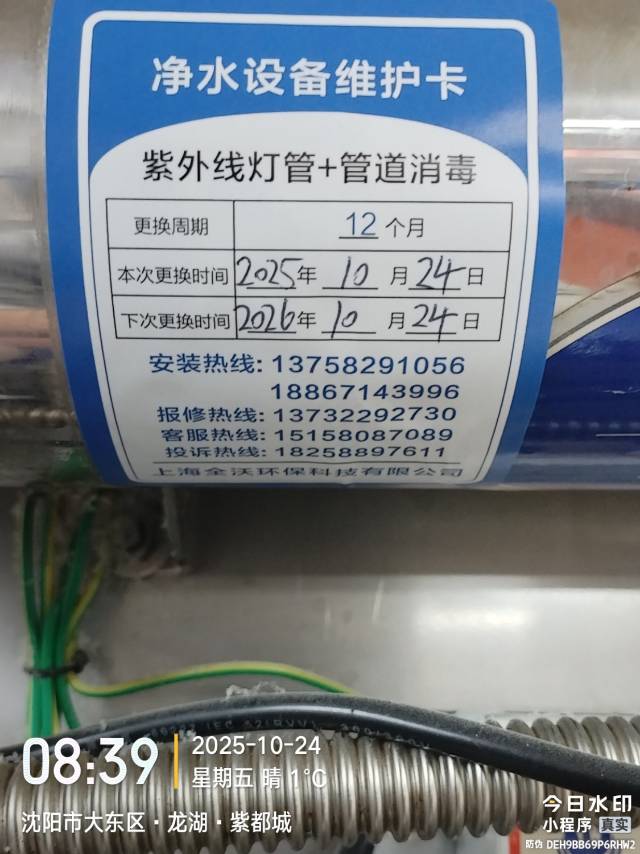 净水设备维护卡
紫外线灯管+管道消毒
更换周期 12 个月
本次更换时间 2025年 10 月 24 日
下次更换时间 2026年 10 月 24 日
安装热线: 13758291056
18867143996
报修热线: 13732292730
客服热线: 15158087089
投诉热线: 18258897611
上海全沃环保科技有限公司
08:39
2025-10-24
星期五 晴 1℃
沈阳市大东区·龙湖·紫都城
今日水印
小程序 真实
防伪 DEH9BB69P6RHW2